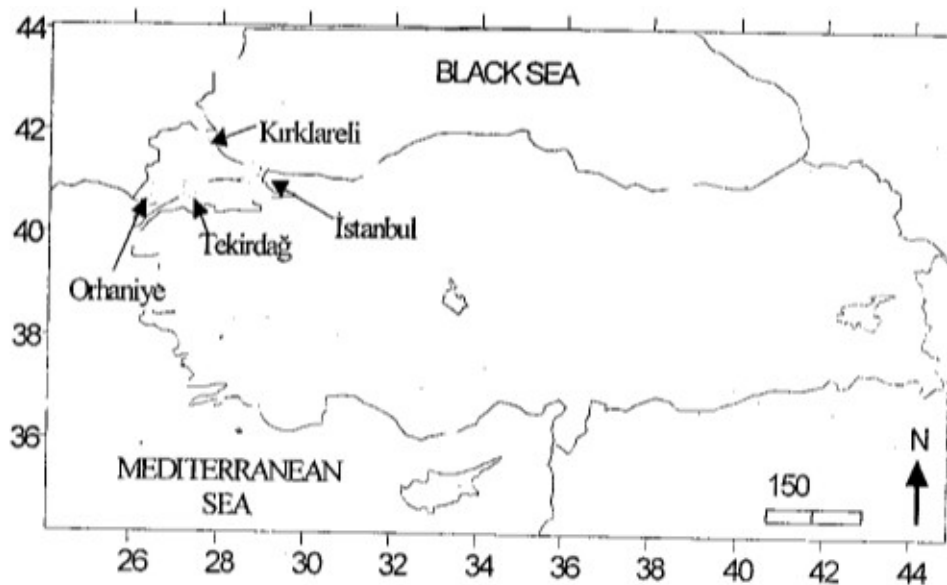 44
BLACK SEA
42
Kırklareli
40
İstanbul
Tekirdağ
Orhaniye
38
36
MEDITERRANEAN
SEA
N
150
26 28 30 32 34 36 38 40 42 44